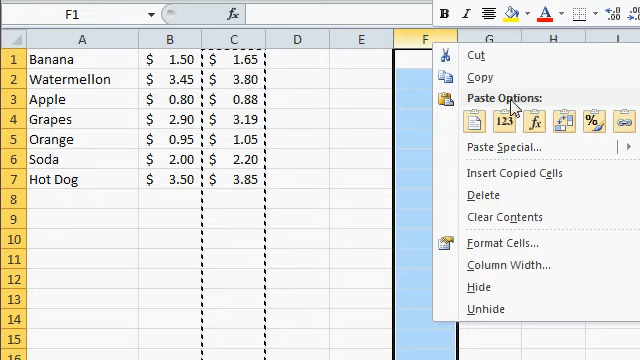 F1 fx B I A
A B C D E F G H
1 Banana $ 1.50 $ 1.65
2 Watermellon $ 3.45 $ 3.80
3 Apple $ 0.80 $ 0.88
4 Grapes $ 2.90 $ 3.19
5 Orange $ 0.95 $ 1.05
6 Soda $ 2.00 $ 2.20
7 Hot Dog $ 3.50 $ 3.85
8
9
10
11
12
13
14
15
Cut
Copy
Paste Options:
123 fx %
Paste Special...
Insert Copied Cells
Delete
Clear Contents
Format Cells...
Column Width...
Hide
Unhide